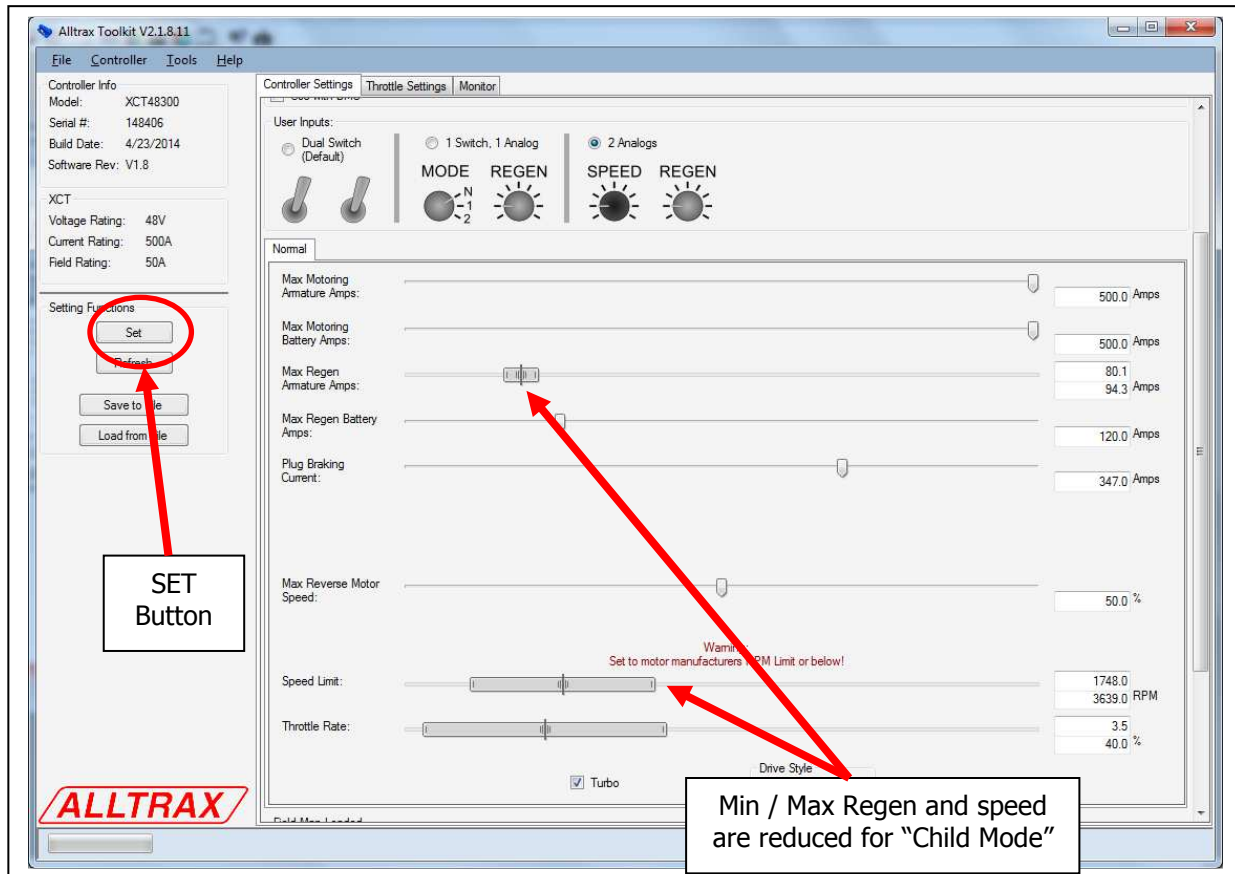 Alltrax Toolkit V2.1.8.11
File Controller Tools Help
Controller Info
Model: XCT48300
Serial #: 148406
Build Date: 4/23/2014
Software Rev: V1.8
XCT
Voltage Rating: 48V
Current Rating: 500A
Field Rating: 50A
Setting Functions
Set
Refresh
Save to file
Load from file
SET
Button
ALLTRAX
Controller Settings Throttle Settings Monitor
User Inputs:
Dual Switch
(Default)
1 Switch, 1 Analog
2 Analogs
MODE REGEN
N
1
2
SPEED REGEN
Normal
Max Motoring
Armature Amps:
500.0 Amps
Max Motoring
Battery Amps:
500.0 Amps
Max Regen
Armature Amps:
80.1
94.3 Amps
Max Regen Battery
Amps:
120.0 Amps
Plug Braking
Current:
347.0 Amps
Max Reverse Motor
Speed:
50.0 %
Warning:
Set to motor manufacturers RPM Limit or below!
Speed Limit:
1748.0
3639.0 RPM
Throttle Rate:
3.5
40.0 %
Turbo
Drive Style
Min / Max Regen and speed
are reduced for “Child Mode”